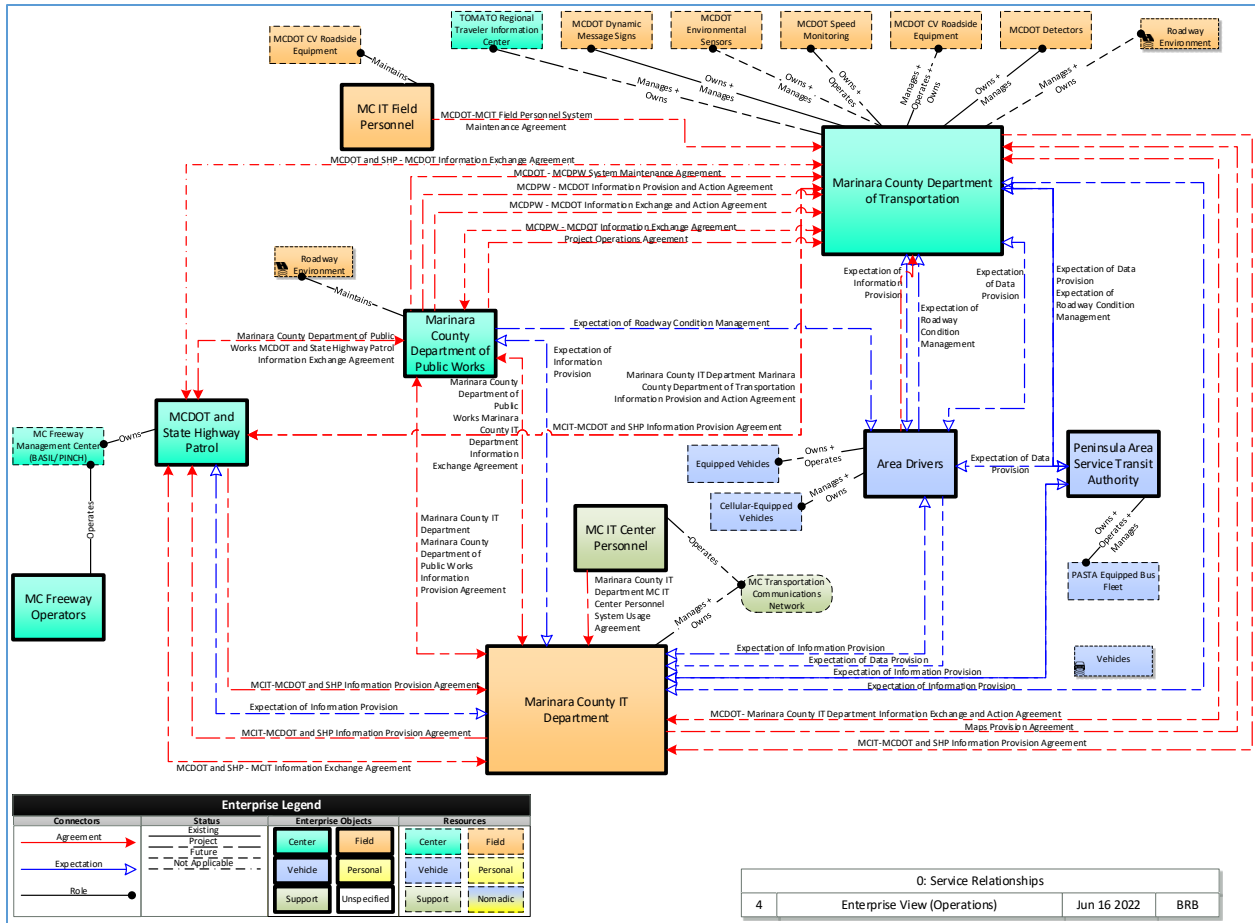 TOMATO Regional
Traveler Information
Center
MCDOT Dynamic
Message Signs
MCDOT
Environmental
Sensors
MCDOT Speed
Monitoring
MCDOT CV Roadside
Equipment
MCDOT Detectors
Roadway
Environment
MCDOT CV Roadside
Equipment
Maintains
Manages +
Owns
Owns +
Manages
Owns +
Manages
Owns +
Operates
Manages +
Operates +
Owns
Owns +
Manages
Manages +
Owns
MC IT Field
Personnel
MCDOT-MCIT Field Personnel System
Maintenance Agreement
Marinara County Department
of Transportation
MCDOT and SHP - MCDOT Information Exchange Agreement
MCDOT - MCDPW System Maintenance Agreement
MCDPW - MCDOT Information Provision and Action Agreement
MCDPW - MCDOT Information Exchange and Action Agreement
MCDPW - MCDOT Information Exchange Agreement
Project Operations Agreement
Roadway
Environment
Maintains
Expectation of
Information
Provision
Expectation
of Data
Provision
Expectation of Data
Provision
Expectation of
Roadway Condition
Management
Expectation of
Roadway
Condition
Management
Marinara
County
Department of
Public Works
Expectation of Roadway Condition Management
Marinara County Department of Public
Works MCDOT and State Highway Patrol
Information Exchange Agreement
Expectation of
Information
Provision
Marinara County IT Department Marinara
County Department of Transportation
Information Provision and Action Agreement
Marinara County
Department of
Public
Works Marinara
County IT
Department
Information
Exchange Agreement
MCDOT and
State Highway
Patrol
MC Freeway
Management Center
(BASIL/PINCH)
Owns
MCIT-MCDOT and SHP Information Provision Agreement
Equipped Vehicles
Owns +
Operates
Area Drivers
Expectation of Data
Provision
Peninsula Area
Service Transit
Authority
Cellular-Equipped
Vehicles
Manages +
Owns
Operates
Marinara County IT
Department
Marinara County
Department of
Public Works
Information
Provision Agreement
MC IT Center
Personnel
Operates
Owns +
Operates +
Manages
MC Freeway
Operators
Marinara County IT
Department MC IT
Center Personnel
System Usage
Agreement
Manages +
Owns
MC Transportation
Communications
Network
PASTA Equipped Bus
Fleet
Vehicles
Marinara County IT
Department
Expectation of Information Provision
Expectation of Data Provision
Expectation of Information Provision
Expectation of Information Provision
MCIT-MCDOT and SHP Information Provision Agreement
Expectation of Information Provision
MCIT-MCDOT and SHP Information Provision Agreement
MCDOT and SHP - MCIT Information Exchange Agreement
MCDOT- Marinara County IT Department Information Exchange and Action Agreement
Maps Provision Agreement
MCIT-MCDOT and SHP Information Provision Agreement
Enterprise Legend
Connectors
Status
Enterprise Objects
Resources
Agreement
Expectation
Role
Existing
Project
Future
Not Applicable
Center
Field
Vehicle
Personal
Support
Unspecified
Center
Field
Vehicle
Personal
Support
Nomadic
0: Service Relationships
4
Enterprise View (Operations)
Jun 16 2022
BRB